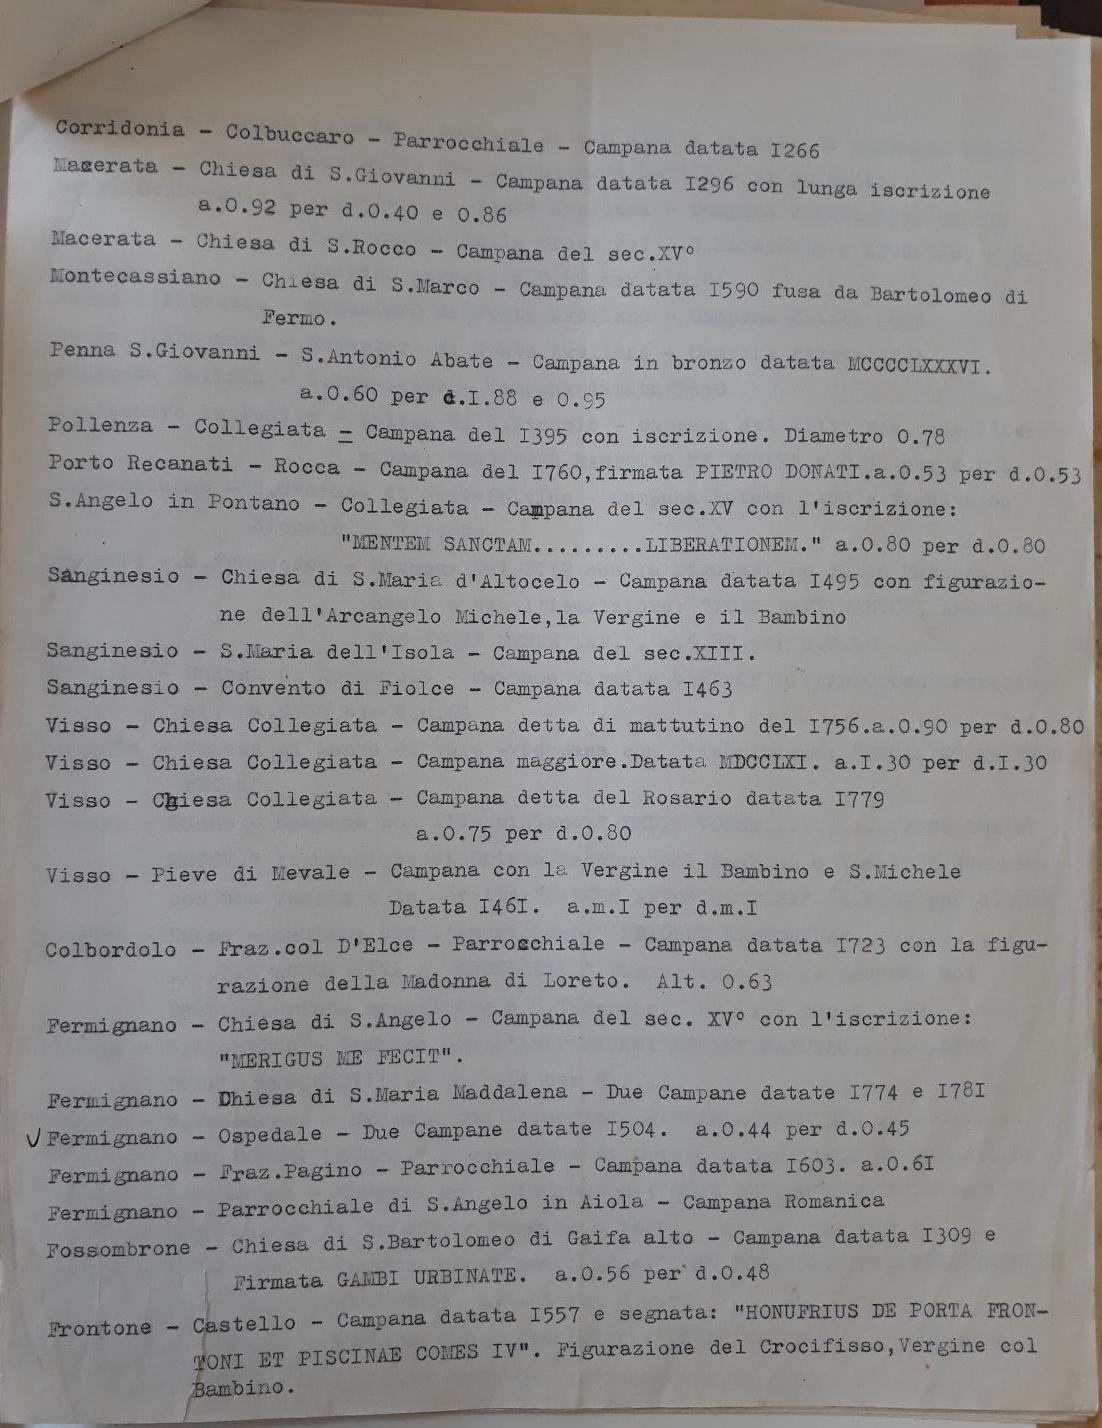 Corridonia - Colbuccaro - Parrocchiale - Campana datata I266
Macerata - Chiesa di S.Giovanni - Campana datata I296 con lunga iscrizione
a.0.92 per d.0.40 e 0.86
Macerata - Chiesa di S.Rocco - Campana del sec.XV°
Montecassiano - Chiesa di S.Marco - Campana datata I590 fusa da Bartolomeo di
Fermo.
Penna S.Giovanni - S.Antonio Abate - Campana in bronzo datata MCCCCLXXXVI.
a.0.60 per d.I.88 e 0.95
Pollenza - Collegiata - Campana del I395 con iscrizione. Diametro 0.78
Porto Recanati - Rocca - Campana del I760,firmata PIETRO DONATI.a.0.53 per d.0.53
S.Angelo in Pontano - Collegiata - Campana del sec.XV con l'iscrizione:
"MENTEM SANCTAM.........LIBERATIONEM." a.0.80 per d.0.80
Sanginesio - Chiesa di S.Maria d'Altocelo - Campana datata I495 con figurazio-
ne dell'Arcangelo Michele,la Vergine e il Bambino
Sanginesio - S.Maria dell'Isola - Campana del sec.XIII.
Sanginesio - Convento di Fiolce - Campana datata I463
Visso - Chiesa Collegiata - Campana detta di mattutino del I756.a.0.90 per d.0.80
Visso - Chiesa Collegiata - Campana maggiore.Datata MDCCLXI. a.I.30 per d.I.30
Visso - Chiesa Collegiata - Campana detta del Rosario datata I779
a.0.75 per d.0.80
Visso - Pieve di Mevale - Campana con la Vergine il Bambino e S.Michele
Datata I46I. a.m.I per d.m.I
Colbordolo - Fraz.col D'Elce - Parrocchiale - Campana datata I723 con la figu-
razione della Madonna di Loreto. Alt. 0.63
Fermignano - Chiesa di S.Angelo - Campana del sec. XV° con l'iscrizione:
"MERIGUS ME FECIT".
Fermignano - Dhiesa di S.Maria Maddalena - Due Campane datate I774 e I78I
Fermignano - Ospedale - Due Campane datate I504. a.0.44 per d.0.45
Fermignano - Fraz.Pagino - Parrocchiale - Campana datata I603. a.0.6I
Fermignano - Parrocchiale di S.Angelo in Aiola - Campana Romanica
Fossombrone - Chiesa di S.Bartolomeo di Gaifa alto - Campana datata I309 e
Firmata GAMBI URBINATE. a.0.56 per d.0.48
Frontone - Castello - Campana datata I557 e segnata: "HONUFRIUS DE PORTA FRON-
TONI ET PISCINAE COMES IV". Figurazione del Crocifisso,Vergine col
Bambino.